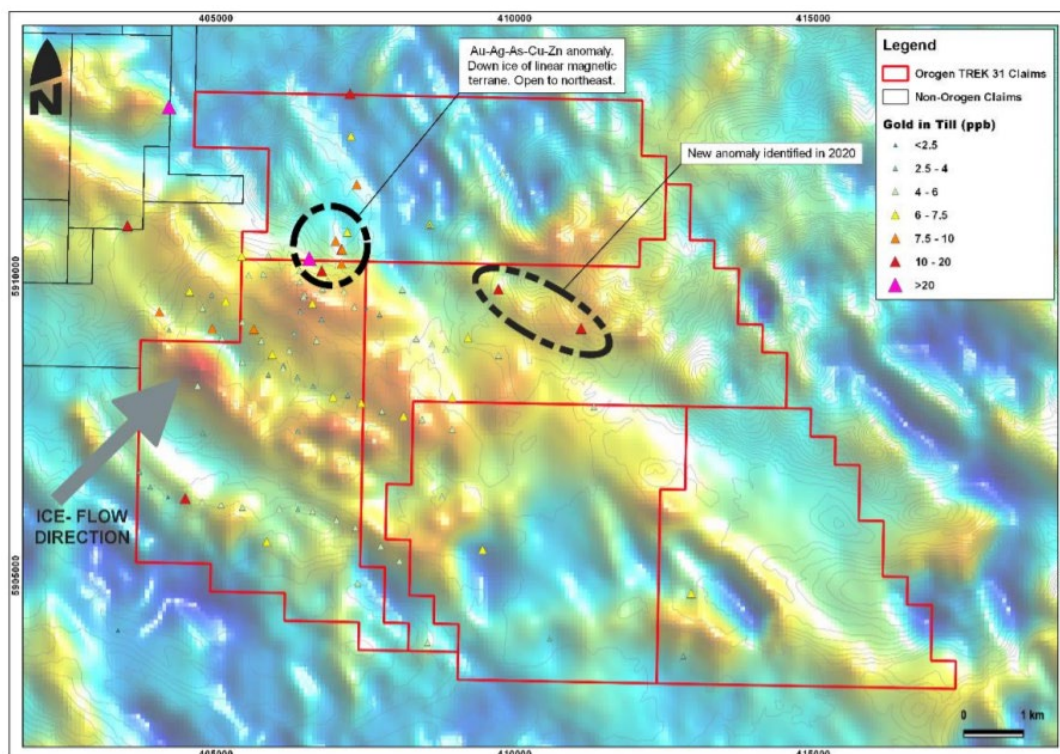 405000
410000
415000
N
Au-Ag-As-Cu-Zn anomaly.
Down ice of linear magnetic
terrane. Open to northeast.
New anomaly identified in 2020
Legend
Orogen TREK 31 Claims
Non-Orogen Claims
Gold in Till (ppb)
<2.5
2.5 - 4
4 - 6
6 - 7.5
7.5 - 10
10 - 20
>20
5910000
ICE- FLOW
DIRECTION
5905000
0 1 km
405000
410000
415000